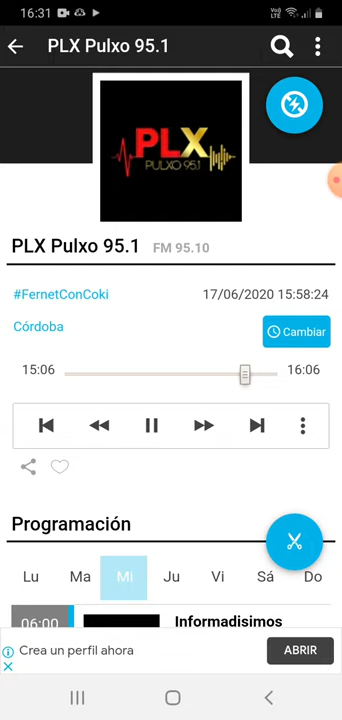 16:31
Vo))
LTE
PLX Pulxo 95.1
PLX
PULXO 95.1
PLX Pulxo 95.1 FM 95.10
#FernetConCoki 17/06/2020 15:58:24
Córdoba
Cambiar
15:06 16:06
Programación
Lu Ma Mi Ju Vi Sá Do
06:00 Informadisimos
Crea un perfil ahora
ABRIR